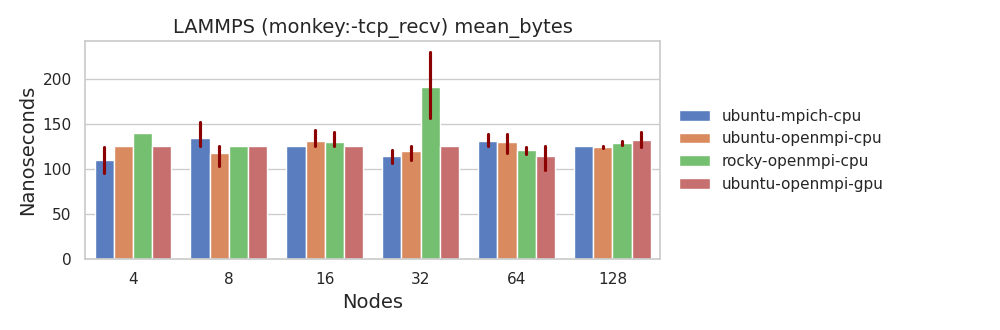 LAMMPS (monkey:-tcp_recv) mean_bytes
Nanoseconds
200
150
100
50
0
4 8 16 32 64 128
Nodes
ubuntu-mpich-cpu
ubuntu-openmpi-cpu
rocky-openmpi-cpu
ubuntu-openmpi-gpu